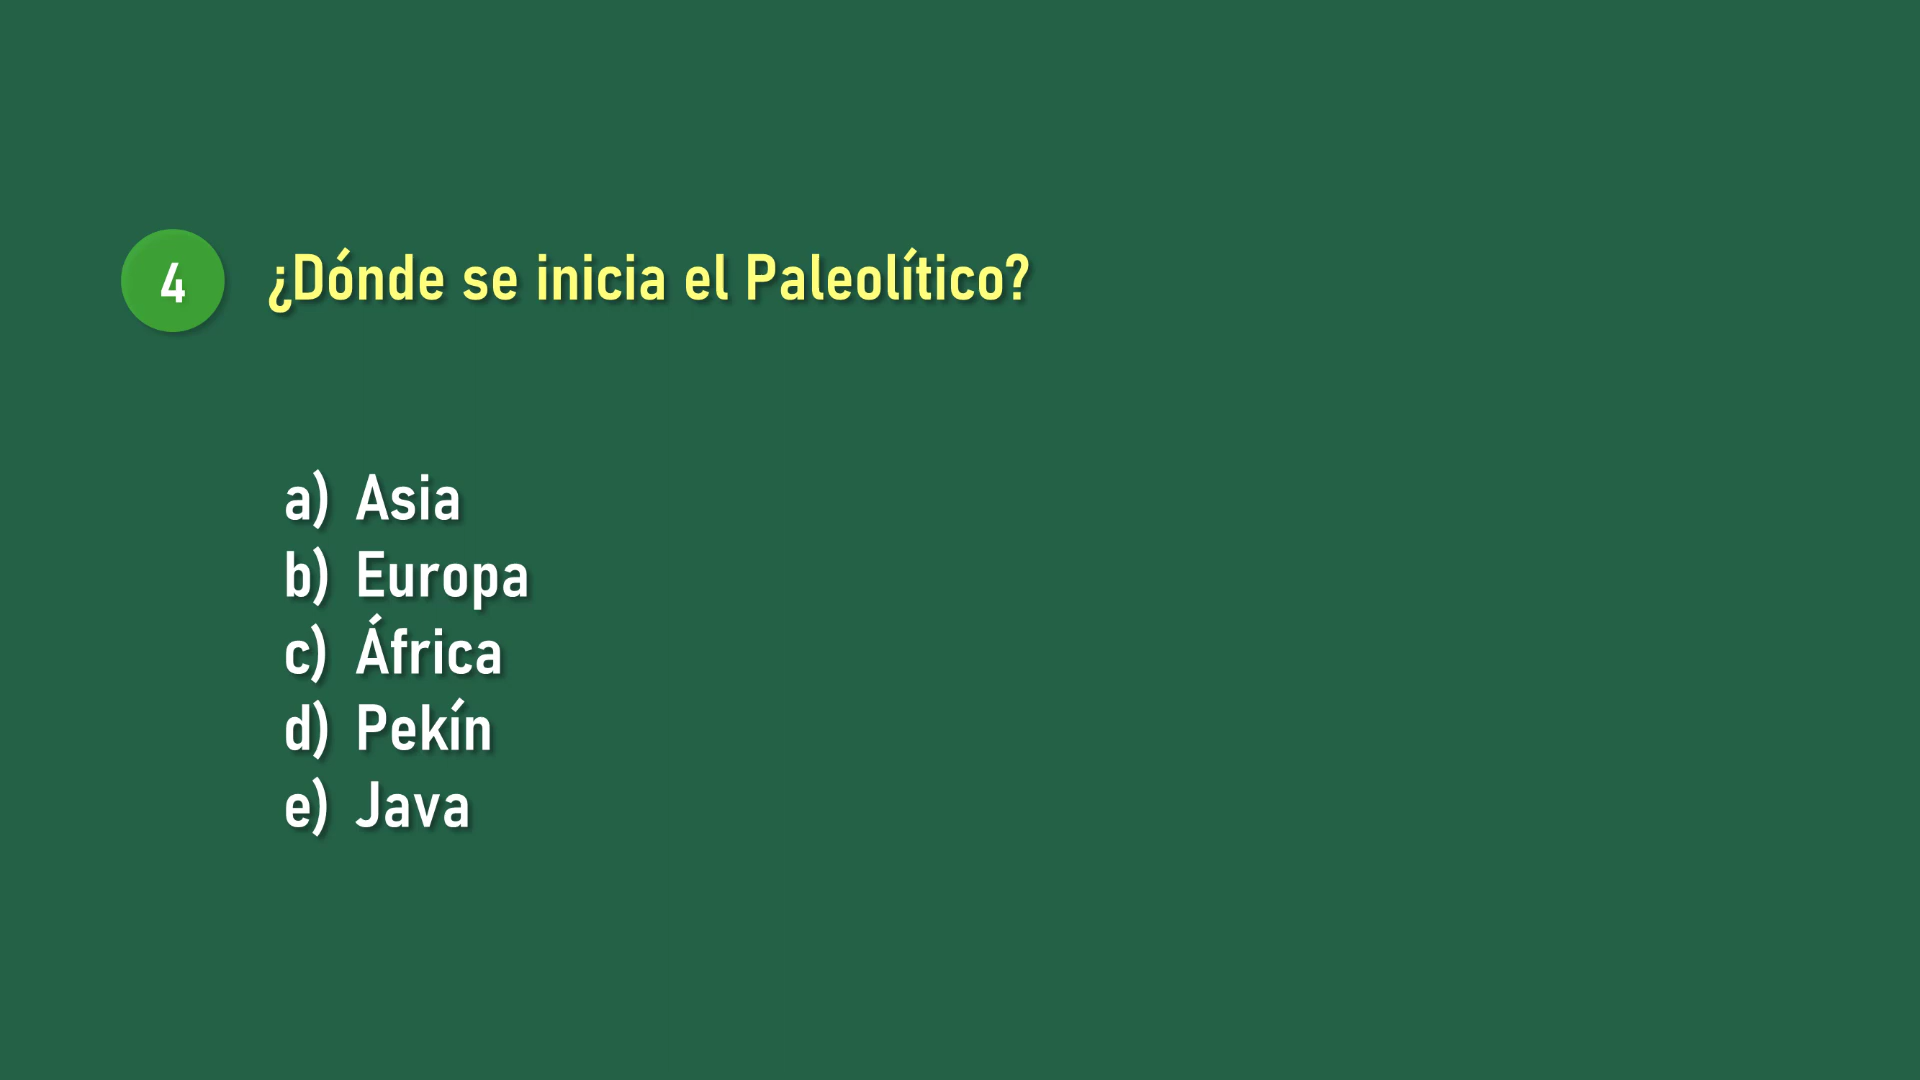 4 ¿Dónde se inicia el Paleolítico?
a) Asia
b) Europa
c) África
d) Pekín
e) Java